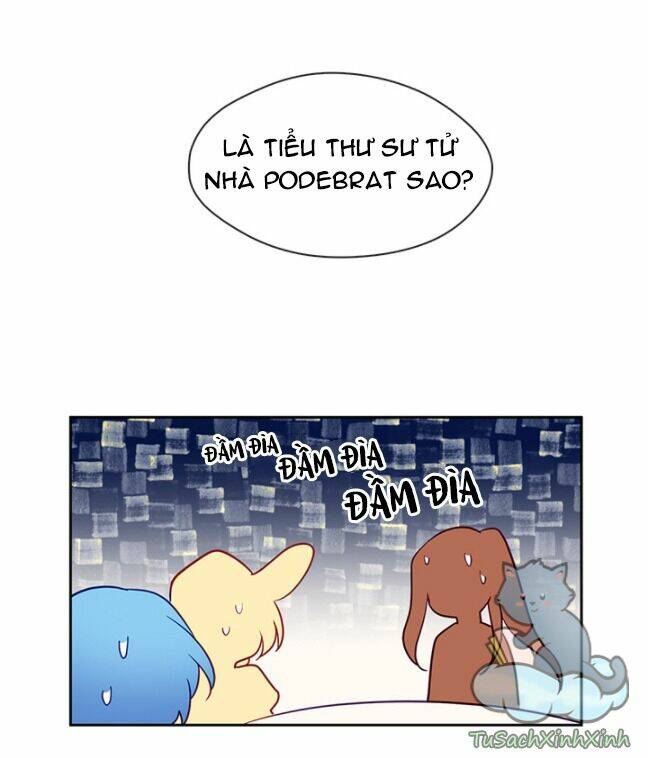 LÀ TIỂU THƯ SƯ TỬ
NHÀ PODEBRAT SAO?
ĐẦM ĐÌA
ĐẦM ĐÌA
ĐẦM ĐÌA
TuSachXinhXinh